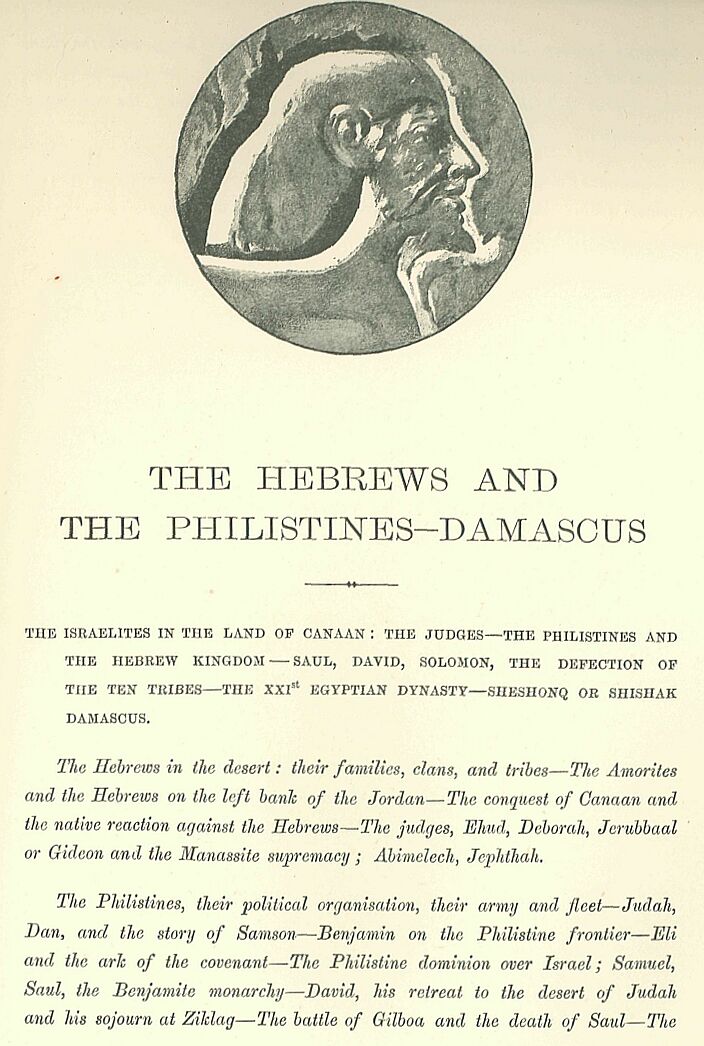 THE HEBREWS AND
THE PHILISTINES—DAMASCUS
THE ISRAELITES IN THE LAND OF CANAAN: THE JUDGES—THE PHILISTINES AND
THE HEBREW KINGDOM—SAUL, DAVID, SOLOMON, THE DEFECTION OF
THE TEN TRIBES—THE XXIst EGYPTIAN DYNASTY—SHESHONQ OR SHISHAK
DAMASCUS.
The Hebrews in the desert: their families, clans, and tribes—The Amorites
and the Hebrews on the left bank of the Jordan—The conquest of Canaan and
the native reaction against the Hebrews—The judges, Ehud, Deborah, Jerubbaal
or Gideon and the Manassite supremacy; Abimelech, Jephthah.
The Philistines, their political organisation, their army and fleet—Judah,
Dan, and the story of Samson—Benjamin on the Philistine frontier—Eli
and the ark of the covenant—The Philistine dominion over Israel; Samuel,
Saul, the Benjamite monarchy—David, his retreat to the desert of Judah
and his sojourn at Ziklag—The battle of Gilboa and the death of Saul—The